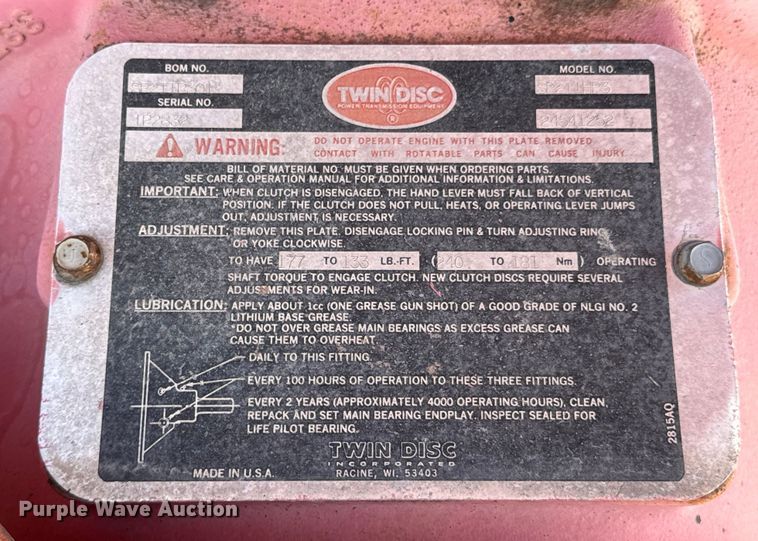 ESS
BOM NO.
TWIN DISC
POWER TRANSMISSION EQUIPMENT
®
MODEL NO.
SERIAL NO.
WARNING: DO NOT OPERATE ENGINE WITH THIS PLATE REMOVED
CONTACT WITH ROTATABLE PARTS CAN CAUSE INJURY
BILL OF MATERIAL NO. MUST BE GIVEN WHEN ORDERING PARTS.
SEE CARE & OPERATION MANUAL FOR ADDITIONAL INFORMATION & LIMITATIONS.
IMPORTANT: WHEN CLUTCH IS DISENGAGED, THE HAND LEVER MUST FALL BACK OF VERTICAL
POSITION. IF THE CLUTCH DOES NOT PULL, HEATS, OR OPERATING LEVER JUMPS
OUT, ADJUSTMENT IS NECESSARY.
ADJUSTMENT: REMOVE THIS PLATE, DISENGAGE LOCKING PIN & TURN ADJUSTING RING
OR YOKE CLOCKWISE.
TO HAVE 177 TO 133 LB.-FT. (240 TO 181 Nm) OPERATING
SHAFT TORQUE TO ENGAGE CLUTCH. NEW CLUTCH DISCS REQUIRE SEVERAL
ADJUSTMENTS FOR WEAR-IN.
LUBRICATION: APPLY ABOUT 1cc (ONE GREASE GUN SHOT) OF A GOOD GRADE OF NLGI NO. 2
LITHIUM BASE GREASE.
*DO NOT OVER GREASE MAIN BEARINGS AS EXCESS GREASE CAN
CAUSE THEM TO OVERHEAT.
DAILY TO THIS FITTING.
EVERY 100 HOURS OF OPERATION TO THESE THREE FITTINGS.
EVERY 2 YEARS (APPROXIMATELY 4000 OPERATING HOURS), CLEAN,
REPACK AND SET MAIN BEARING ENDPLAY. INSPECT SEALED FOR
LIFE PILOT BEARING.
2815AQ
TWIN DISC
INCORPORATED
MADE IN U.S.A. RACINE, WI. 53403
Purple Wave Auction